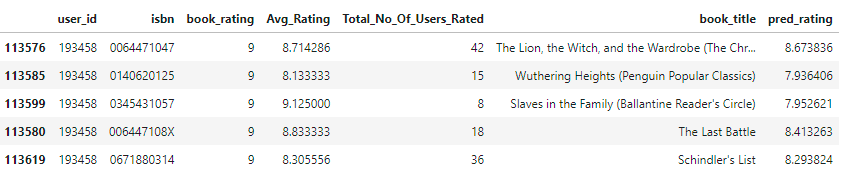 user_id isbn book_rating Avg_Rating Total_No_Of_Users_Rated book_title pred_rating
113576 193458 0064471047 9 8.714286 42 The Lion, the Witch, and the Wardrobe (The Chr... 8.673836
113585 193458 0140620125 9 8.133333 15 Wuthering Heights (Penguin Popular Classics) 7.936406
113599 193458 0345431057 9 9.125000 8 Slaves in the Family (Ballantine Reader's Circle) 7.952621
113580 193458 006447108X 9 8.833333 18 The Last Battle 8.413263
113619 193458 0671880314 9 8.305556 36 Schindler's List 8.293824